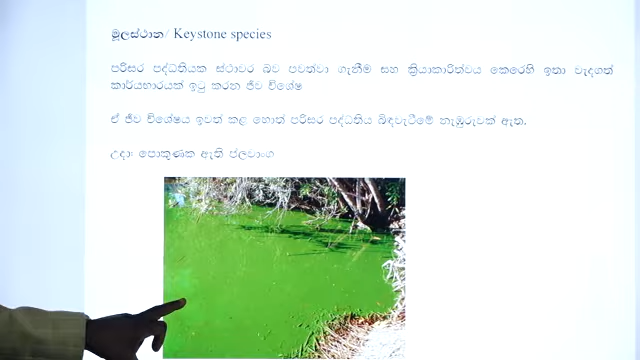 මූලස්ථාන/ Keystone species
පරිසර පද්ධතියක ස්ථාවර බව පවත්වා ගැනීම සහ ක්‍රියාකාරිත්වය කෙරෙහි ඉතා වැදගත්
කාර්යභාරයක් ඉටු කරන ජීව විශේෂ
ඒ ජීව විශේෂය ඉවත් කළ හොත් පරිසර පද්ධතිය බිඳවැටීමේ නැඹුරුවක් ඇත.
උදා: පොකුණක ඇති ප්ලවාංග